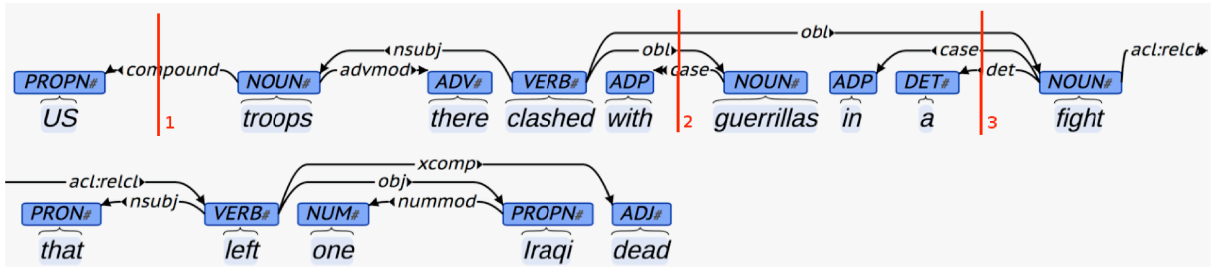 obl
nsubj obl case acl:relcl
compound advmod case det
PROPN# NOUN# ADV# VERB# ADP NOUN# ADP DET# NOUN#
US troops there clashed with guerrillas in a fight
1 2 3
xcomp
acl:relcl obj
nsubj nummod
PRON# VERB# NUM# PROPN# ADJ#
that left one Iraqi dead